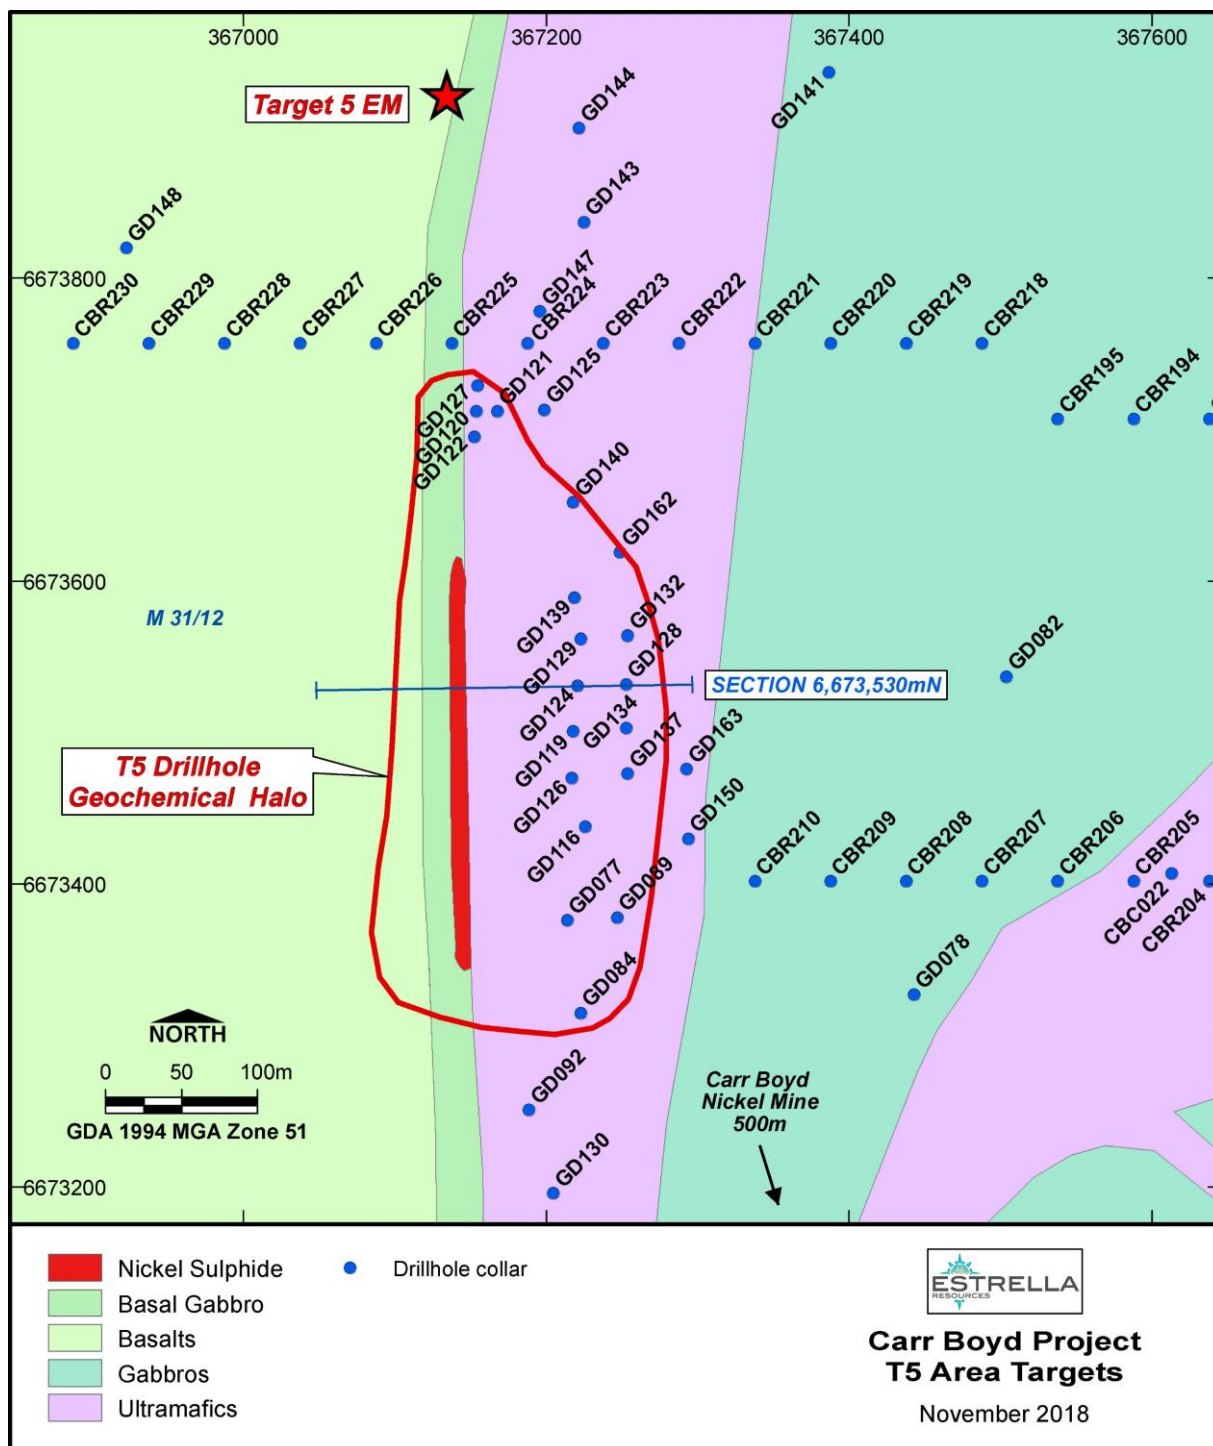 367000
367200
367400
367600
Target 5 EM
GD144
GD141
GD143
GD148
GD147
6673800
CBR230
CBR229
CBR228
CBR227
CBR226
CBR225
CBR224
CBR223
CBR222
CBR221
CBR220
CBR219
CBR218
CBR195
CBR194
GD127
GD121
GD125
GD120
GD122
GD140
GD162
6673600
M 31/12
GD139
GD132
GD129
GD128
GD082
SECTION 6,673,530mN
GD124
GD134
GD119
GD137
GD163
T5 Drillhole
Geochemical Halo
GD126
GD116
GD150
6673400
GD077
GD089
CBR210
CBR209
CBR208
CBR207
CBR206
CBR205
CBC022
CBR204
GD084
GD078
NORTH
0 50 100m
GDA 1994 MGA Zone 51
GD092
Carr Boyd
Nickel Mine
500m
GD130
6673200
Nickel Sulphide
Drillhole collar
Basal Gabbro
Basalts
Gabbros
Ultramafics
ESTRELLA
RESOURCES
Carr Boyd Project
T5 Area Targets
November 2018